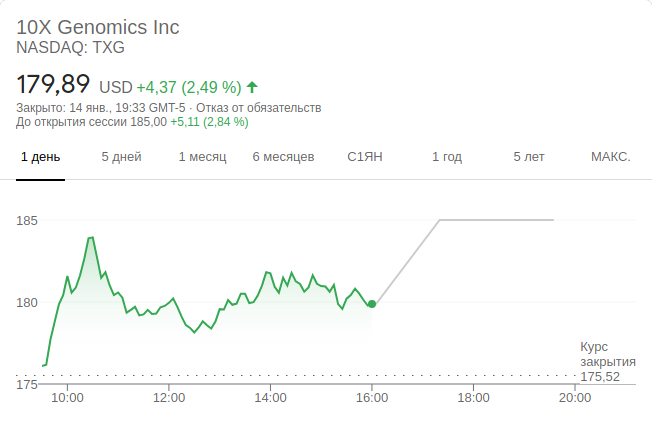 10X Genomics Inc
NASDAQ: TXG
179,89 USD +4,37 (2,49 %)
Закрыто: 14 янв., 19:33 GMT-5 · Отказ от обязательств
До открытия сессии 185,00 +5,11 (2,84 %)
1 день 5 дней 1 месяц 6 месяцев С1ЯН 1 год 5 лет МАКС.
185
180
Курс
закрытия
175,52
175
10:00 12:00 14:00 16:00 18:00 20:00